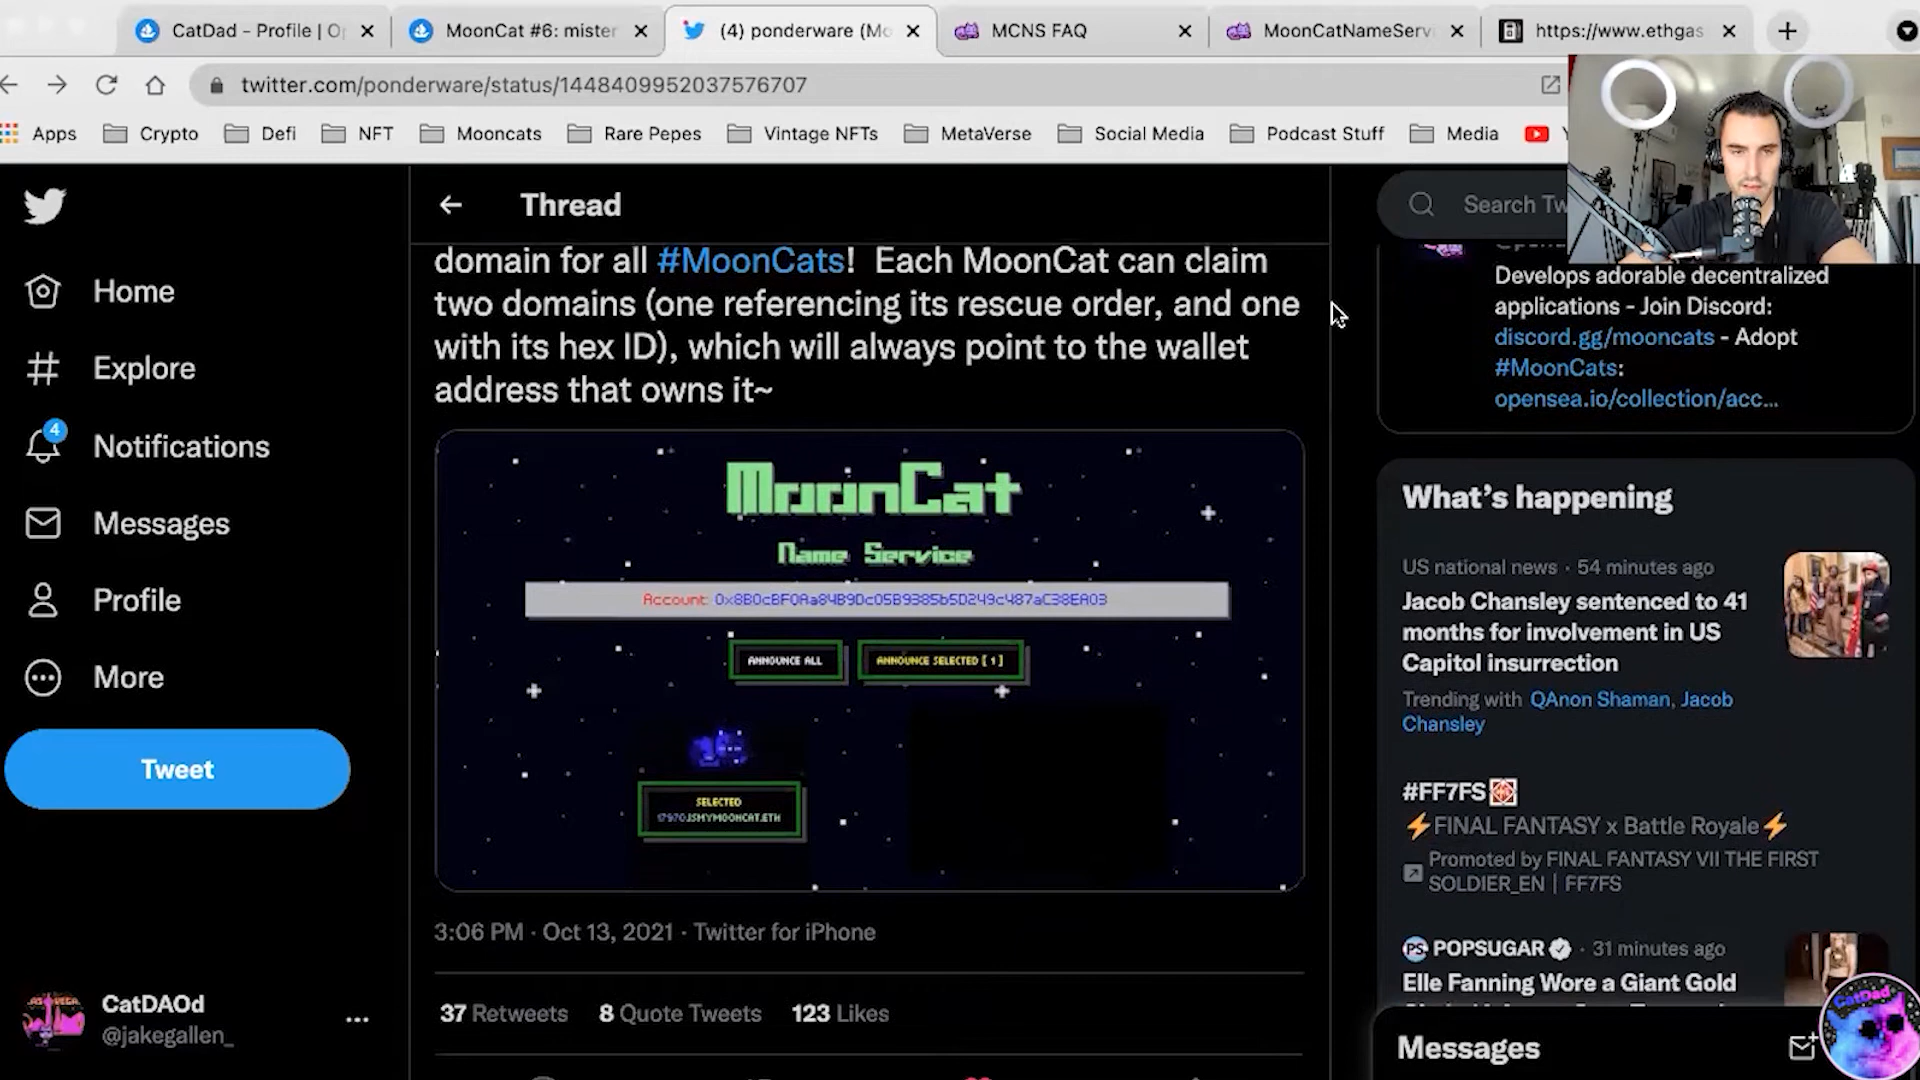 CatDad – Profile | O
MoonCat #6: mister
(4) ponderware (Mo
MCNS FAQ
MoonCatNameServ
https://www.ethgas
twitter.com/ponderware/status/1448409952037576707
Apps
Crypto
Defi
NFT
Mooncats
Rare Pepes
Vintage NFTs
MetaVerse
Social Media
Podcast Stuff
Media
Home
Explore
4
Notifications
Messages
Profile
More
Tweet
CatDAOd
@jakegallen_
Thread
domain for all #MoonCats! Each MoonCat can claim
two domains (one referencing its rescue order, and one
with its hex ID), which will always point to the wallet
address that owns it~
MoonCat
Name Service
Account: 0x8B0cBF0Aa84B9Dc05B9385b5D249c487aC38EA03
ANNOUNCE ALL
ANNOUNCE SELECTED [ 1 ]
SELECTED
17970.ISMYMOONCAT.ETH
3:06 PM · Oct 13, 2021 · Twitter for iPhone
37 Retweets 8 Quote Tweets 123 Likes
Search Tw
Develops adorable decentralized
applications - Join Discord:
discord.gg/mooncats - Adopt
#MoonCats:
opensea.io/collection/acc...
What's happening
US national news · 54 minutes ago
Jacob Chansley sentenced to 41
months for involvement in US
Capitol insurrection
Trending with QAnon Shaman, Jacob
Chansley
#FF7FS
⚡FINAL FANTASY x Battle Royale⚡
Promoted by FINAL FANTASY VII THE FIRST
SOLDIER_EN | FF7FS
PS POPSUGAR · 31 minutes ago
Elle Fanning Wore a Giant Gold
Messages
CatDad